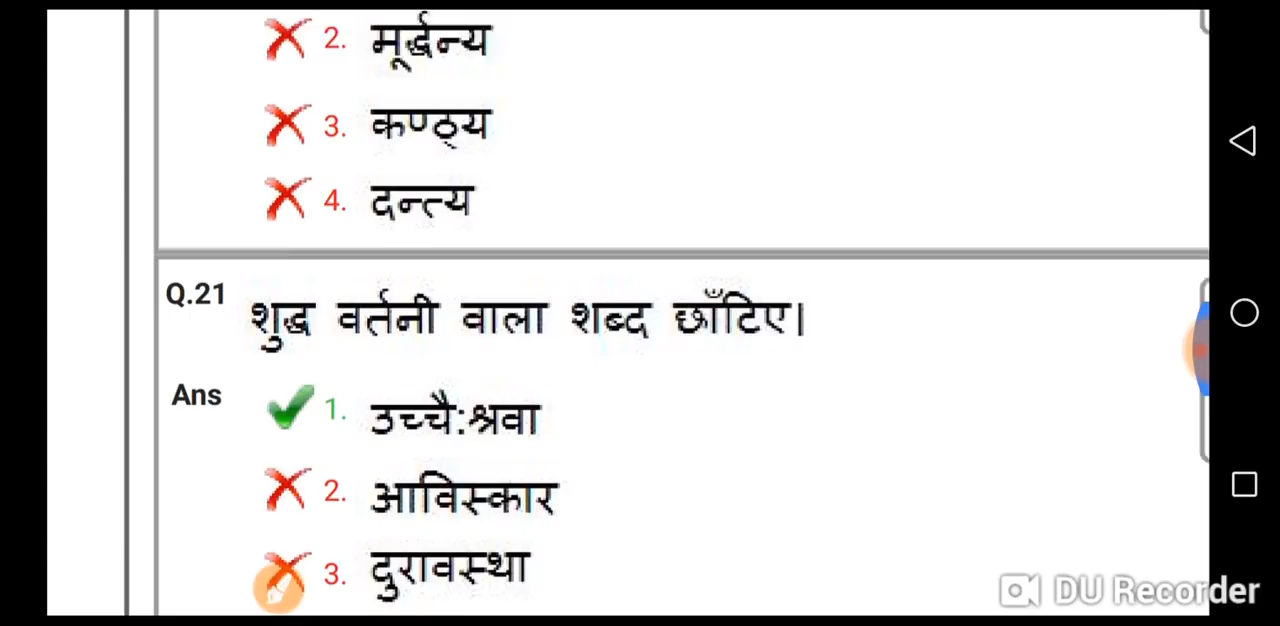 2. मूर्द्धन्य
3. कण्ठ्य
4. दन्त्य
Q.21 शुद्ध वर्तनी वाला शब्द छाँटिए।
Ans 1. उच्चै:श्रवा
2. आविस्कार
3. दुरावस्था
DU Recorder